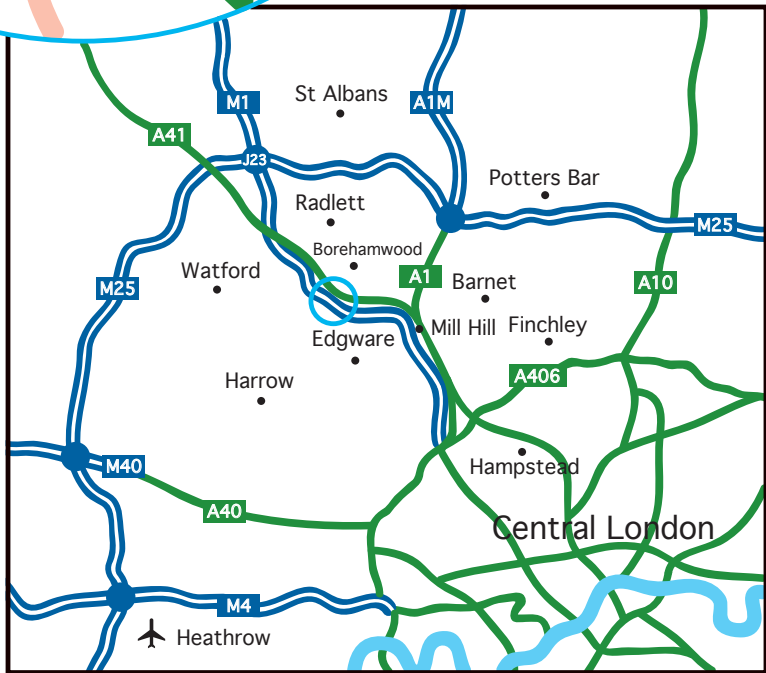 St Albans
M1
A1M
A41
J23
Potters Bar
Radlett
M25
Borehamwood
Watford
A1
Barnet
A10
M25
Mill Hill
Finchley
Edgware
Harrow
A406
M40
Hampstead
A40
Central London
M4
Heathrow